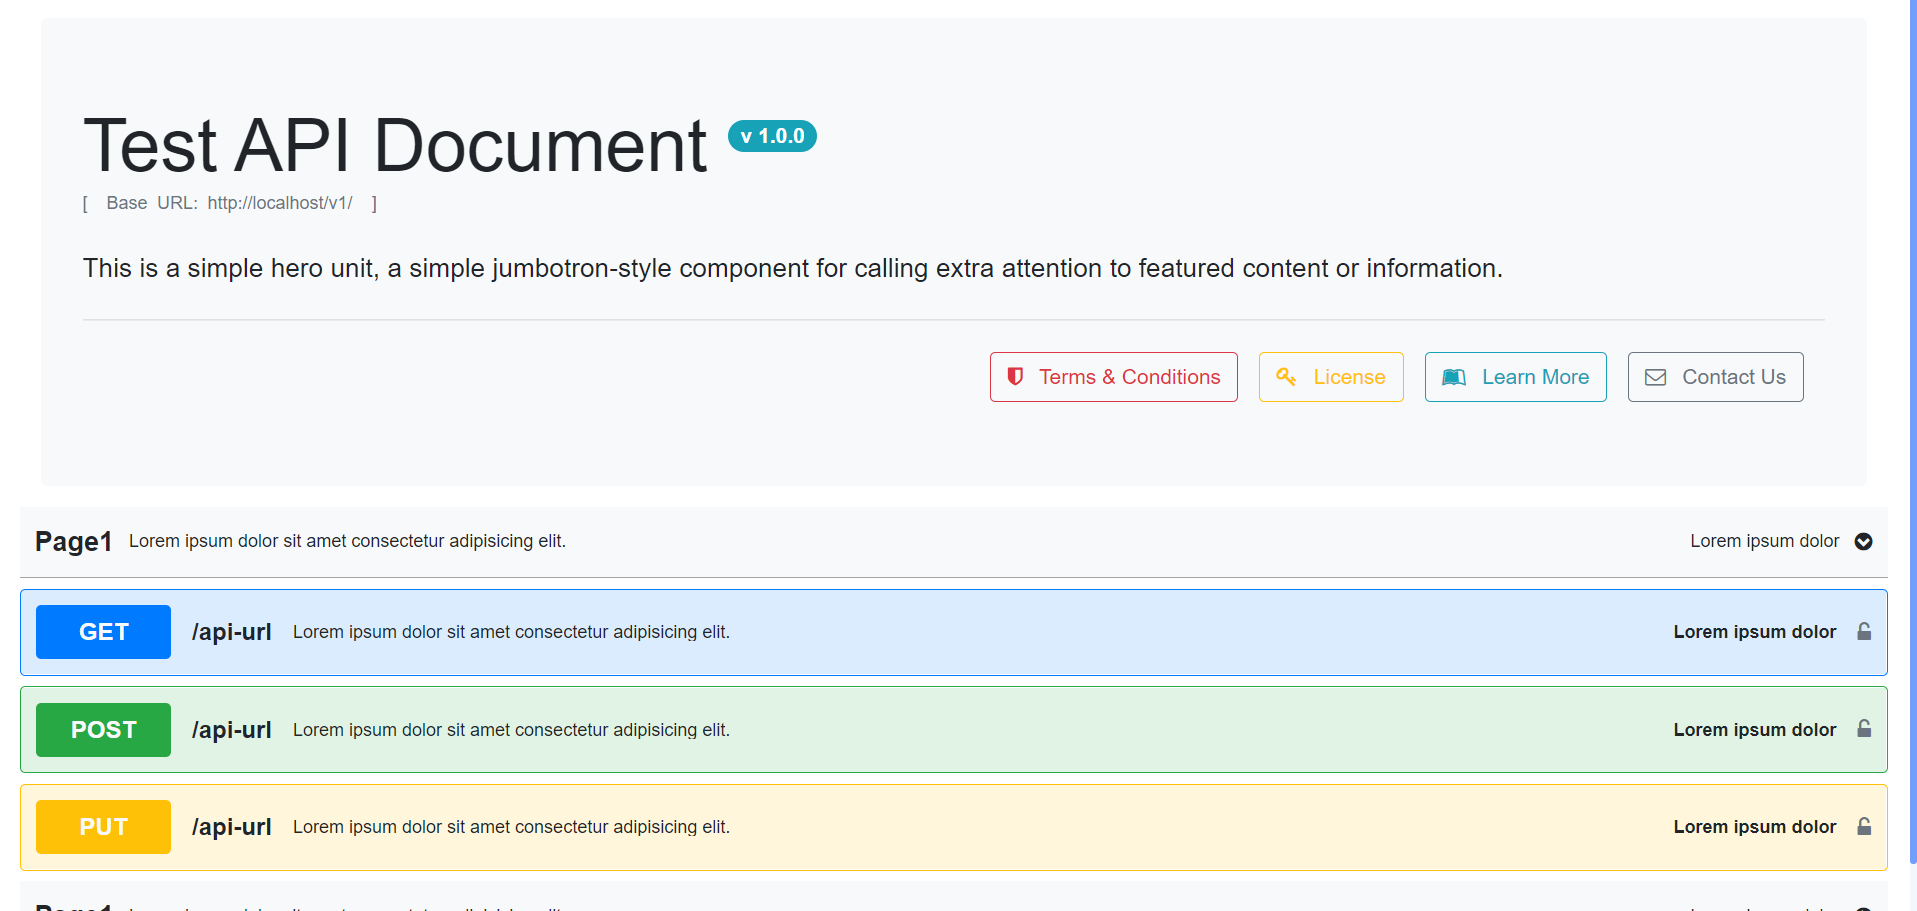 Test API Document v 1.0.0
[ Base URL: http://localhost/v1/ ]
This is a simple hero unit, a simple jumbotron-style component for calling extra attention to featured content or information.
Terms & Conditions License Learn More Contact Us
Page1 Lorem ipsum dolor sit amet consectetur adipisicing elit. Lorem ipsum dolor
GET /api-url Lorem ipsum dolor sit amet consectetur adipisicing elit. Lorem ipsum dolor
POST /api-url Lorem ipsum dolor sit amet consectetur adipisicing elit. Lorem ipsum dolor
PUT /api-url Lorem ipsum dolor sit amet consectetur adipisicing elit. Lorem ipsum dolor
Page1